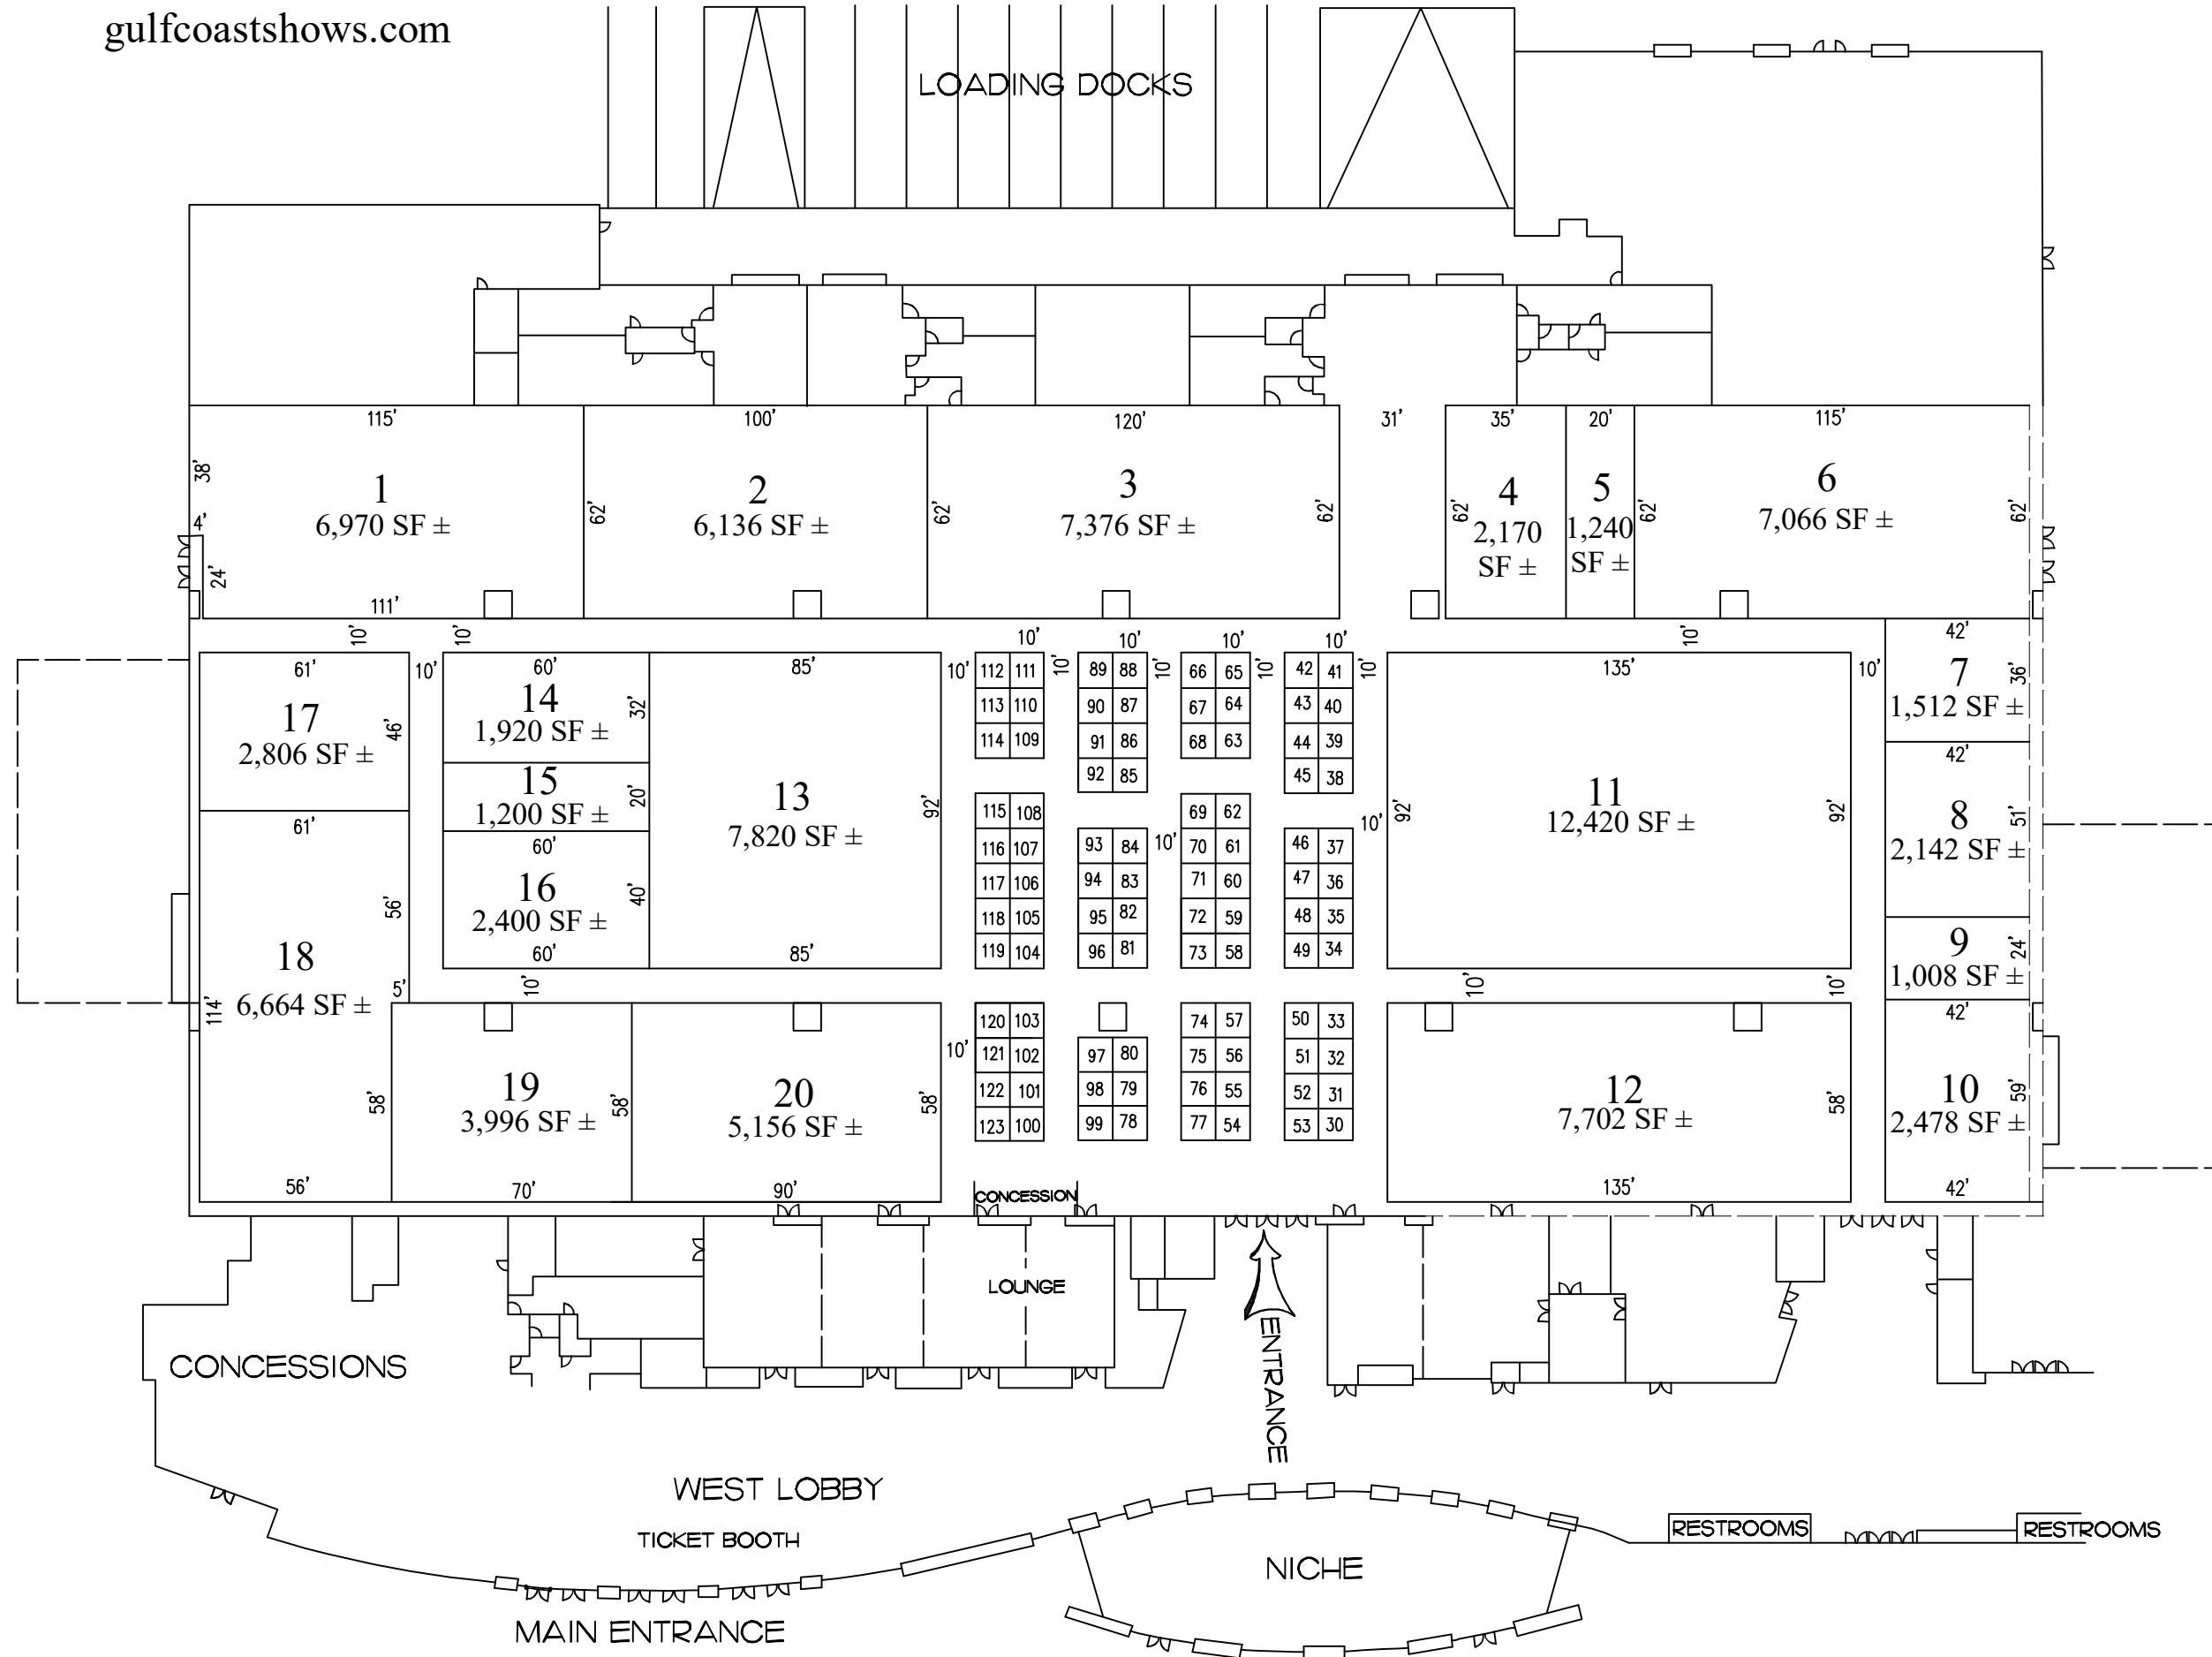 gulfcoastshows.com
LOADING DOCKS
115' 100' 120' 31' 35' 20' 115'
38' 62' 62' 62' 62' 62' 62'
1
6,970 SF ±
2
6,136 SF ±
3
7,376 SF ±
4
2,170
SF ±
5
1,240
SF ±
6
7,066 SF ±
4'
24'
111'
10' 10' 10' 10' 10' 10' 10'
42'
61' 10' 60' 85' 10' 10' 10' 10' 10' 135' 10'
17
2,806 SF ±
46'
14
1,920 SF ±
32'
7
1,512 SF ±
36'
112 111 89 88 66 65 42 41
113 110 90 87 67 64 43 40
114 109 91 86 68 63 44 39
92 85 45 38
42'
15
1,200 SF ±
20'
13
7,820 SF ±
92'
115 108 69 62
10' 92'
11
12,420 SF ±
92'
8
2,142 SF ±
51'
61'
60'
116 107 93 84 10' 70 61 46 37
117 106 94 83 71 60 47 36
118 105 95 82 72 59 48 35
119 104 96 81 73 58 49 34
16
2,400 SF ±
40'
60' 85'
56'
18
6,664 SF ±
114'
5' 10' 10' 10'
9
1,008 SF ±
24'
42'
120 103 74 57 50 33
10' 121 102 97 80 75 56 51 32
122 101 98 79 76 55 52 31
123 100 99 78 77 54 53 30
58'
19
3,996 SF ±
58'
20
5,156 SF ±
58'
12
7,702 SF ±
58'
10
2,478 SF ±
59'
56' 70' 90' 135' 42'
CONCESSION
LOUNGE
ENTRANCE
CONCESSIONS
WEST LOBBY
TICKET BOOTH
MAIN ENTRANCE
NICHE
RESTROOMS
RESTROOMS